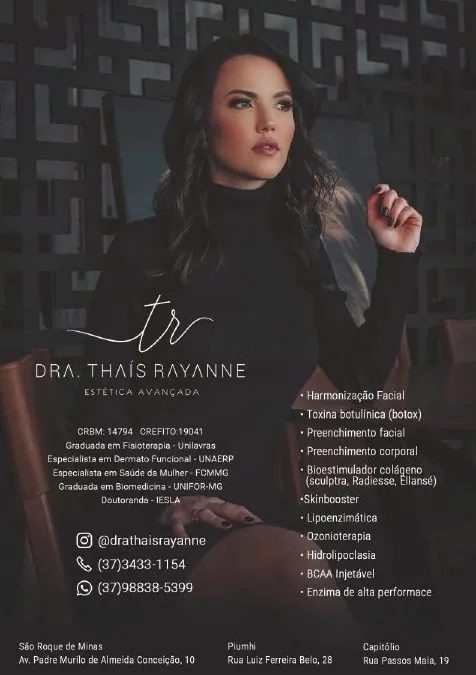 tr
DRA. THAÍS RAYANNE
ESTÉTICA AVANÇADA
CRBM: 14794 CREFITO:19041
Graduada em Fisioterapia - Unilavras
Especialista em Dermato Funcional - UNAERP
Especialista em Saúde da Mulher - FCMMG
Graduada em Biomedicina - UNIFOR-MG
Doutoranda - IESLA
@drathaisrayanne
(37)3433-1154
(37)98838-5399
• Harmonização Facial
• Toxina botulínica (botox)
• Preenchimento facial
• Preenchimento corporal
• Bioestimulador colágeno
(sculptra, Radiesse, Ellansé)
•Skinbooster
• Lipoenzimática
• Ozonioterapia
• Hidrolipoclasia
• BCAA Injetável
• Enzima de alta performace
São Roque de Minas
Av. Padre Murilo de Almeida Conceição, 10
Piumhi
Rua Luiz Ferreira Belo, 28
Capitólio
Rua Passos Maia, 19